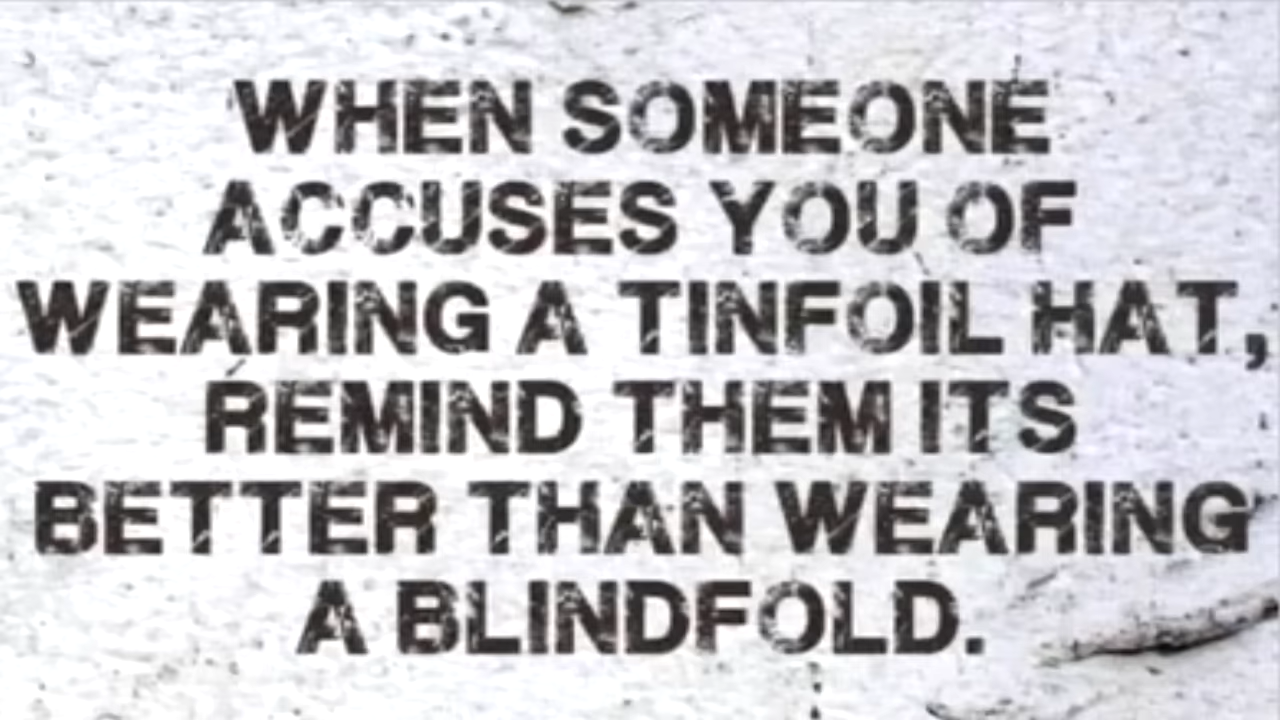 WHEN SOMEONE
ACCUSES YOU OF
WEARING A TINFOIL HAT,
REMIND THEM ITS
BETTER THAN WEARING
A BLINDFOLD.